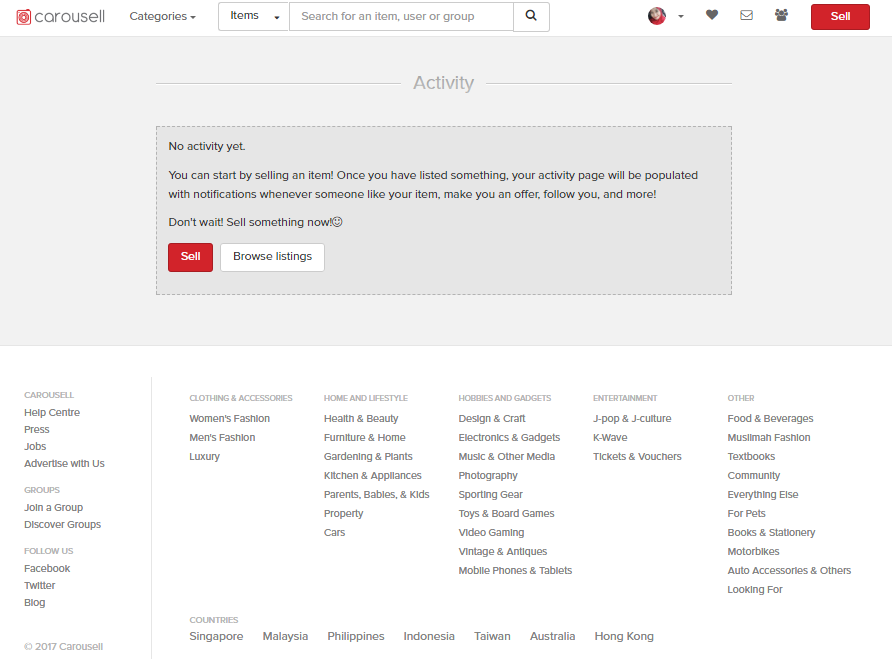 carousell Categories Items Search for an item, user or group Sell
Activity
No activity yet.
You can start by selling an item! Once you have listed something, your activity page will be populated
with notifications whenever someone like your item, make you an offer, follow you, and more!
Don't wait! Sell something now!☺
Sell Browse listings
CAROUSELL
Help Centre
Press
Jobs
Advertise with Us
GROUPS
Join a Group
Discover Groups
FOLLOW US
Facebook
Twitter
Blog
© 2017 Carousell
CLOTHING & ACCESSORIES
Women's Fashion
Men's Fashion
Luxury
HOME AND LIFESTYLE
Health & Beauty
Furniture & Home
Gardening & Plants
Kitchen & Appliances
Parents, Babies, & Kids
Property
Cars
HOBBIES AND GADGETS
Design & Craft
Electronics & Gadgets
Music & Other Media
Photography
Sporting Gear
Toys & Board Games
Video Gaming
Vintage & Antiques
Mobile Phones & Tablets
ENTERTAINMENT
J-pop & J-culture
K-Wave
Tickets & Vouchers
OTHER
Food & Beverages
Muslimah Fashion
Textbooks
Community
Everything Else
For Pets
Books & Stationery
Motorbikes
Auto Accessories & Others
Looking For
COUNTRIES
Singapore Malaysia Philippines Indonesia Taiwan Australia Hong Kong